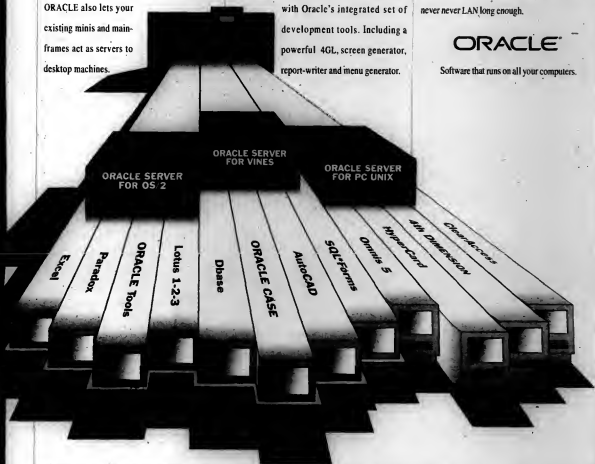 ORACLE also lets your
existing minis and main-
frames act as servers to
desktop machines.
with Oracle's integrated set of
development tools. Including a
powerful 4GL, screen generator,
report-writer and menu generator.
never never LAN long enough.
ORACLE
Software that runs on all your computers.
ORACLE SERVER
FOR OS/2
ORACLE SERVER
FOR VINES
ORACLE SERVER
FOR PC UNIX
Excel
Paradox
ORACLE Tools
Lotus 1-2-3
Dbase
ORACLE CASE
AutoCAD
SQL*Forms
Omnis 5
HyperCard
4th DIMENSION
ClearAccess